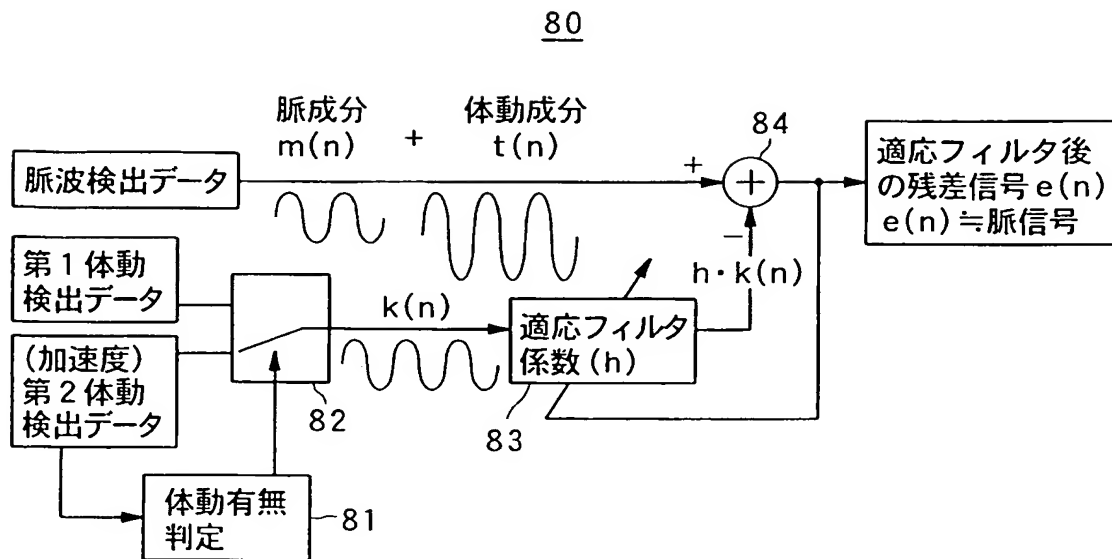 80
脈成分 + 体動成分
m(n) t(n)
84
脈波検出データ
+
+
−
適応フィルタ後
の残差信号e(n)
e(n)≒脈信号
第1体動
検出データ
k(n)
h・k(n)
適応フィルタ
係数(h)
(加速度)
第2体動
検出データ
82
83
体動有無
判定
81